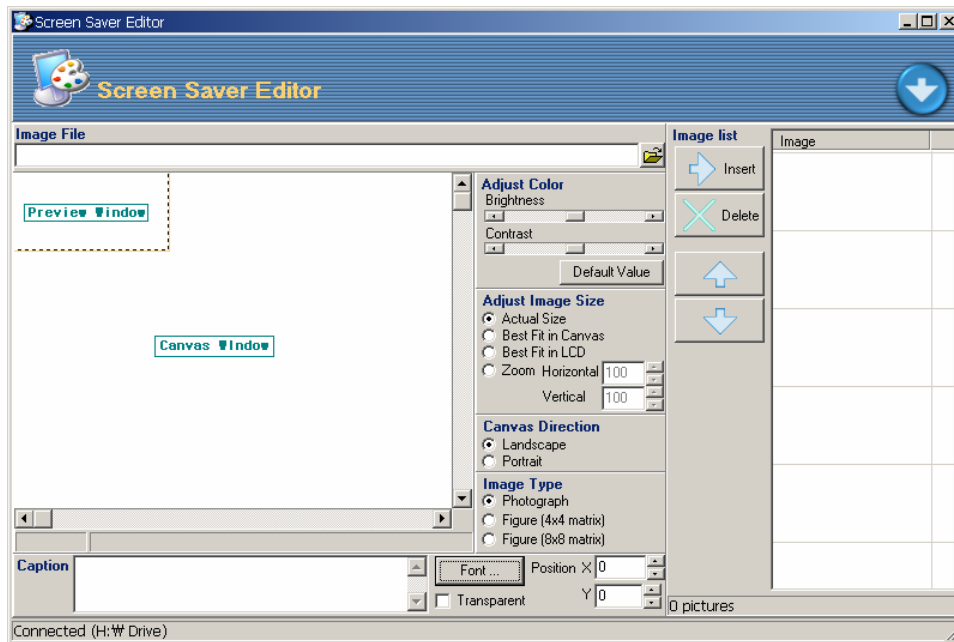 Screen Saver Editor
Screen Saver Editor
Image File
Preview Window
Canvas Window
Adjust Color
Brightness
Contrast
Default Value
Adjust Image Size
Actual Size
Best Fit in Canvas
Best Fit in LCD
Zoom Horizontal 100
Vertical 100
Canvas Direction
Landscape
Portrait
Image Type
Photograph
Figure (4x4 matrix)
Figure (8x8 matrix)
Caption
Font ...
Transparent
Position X 0
Y 0
Image list
Insert
Delete
Image
0 pictures
Connected (H:₩ Drive)